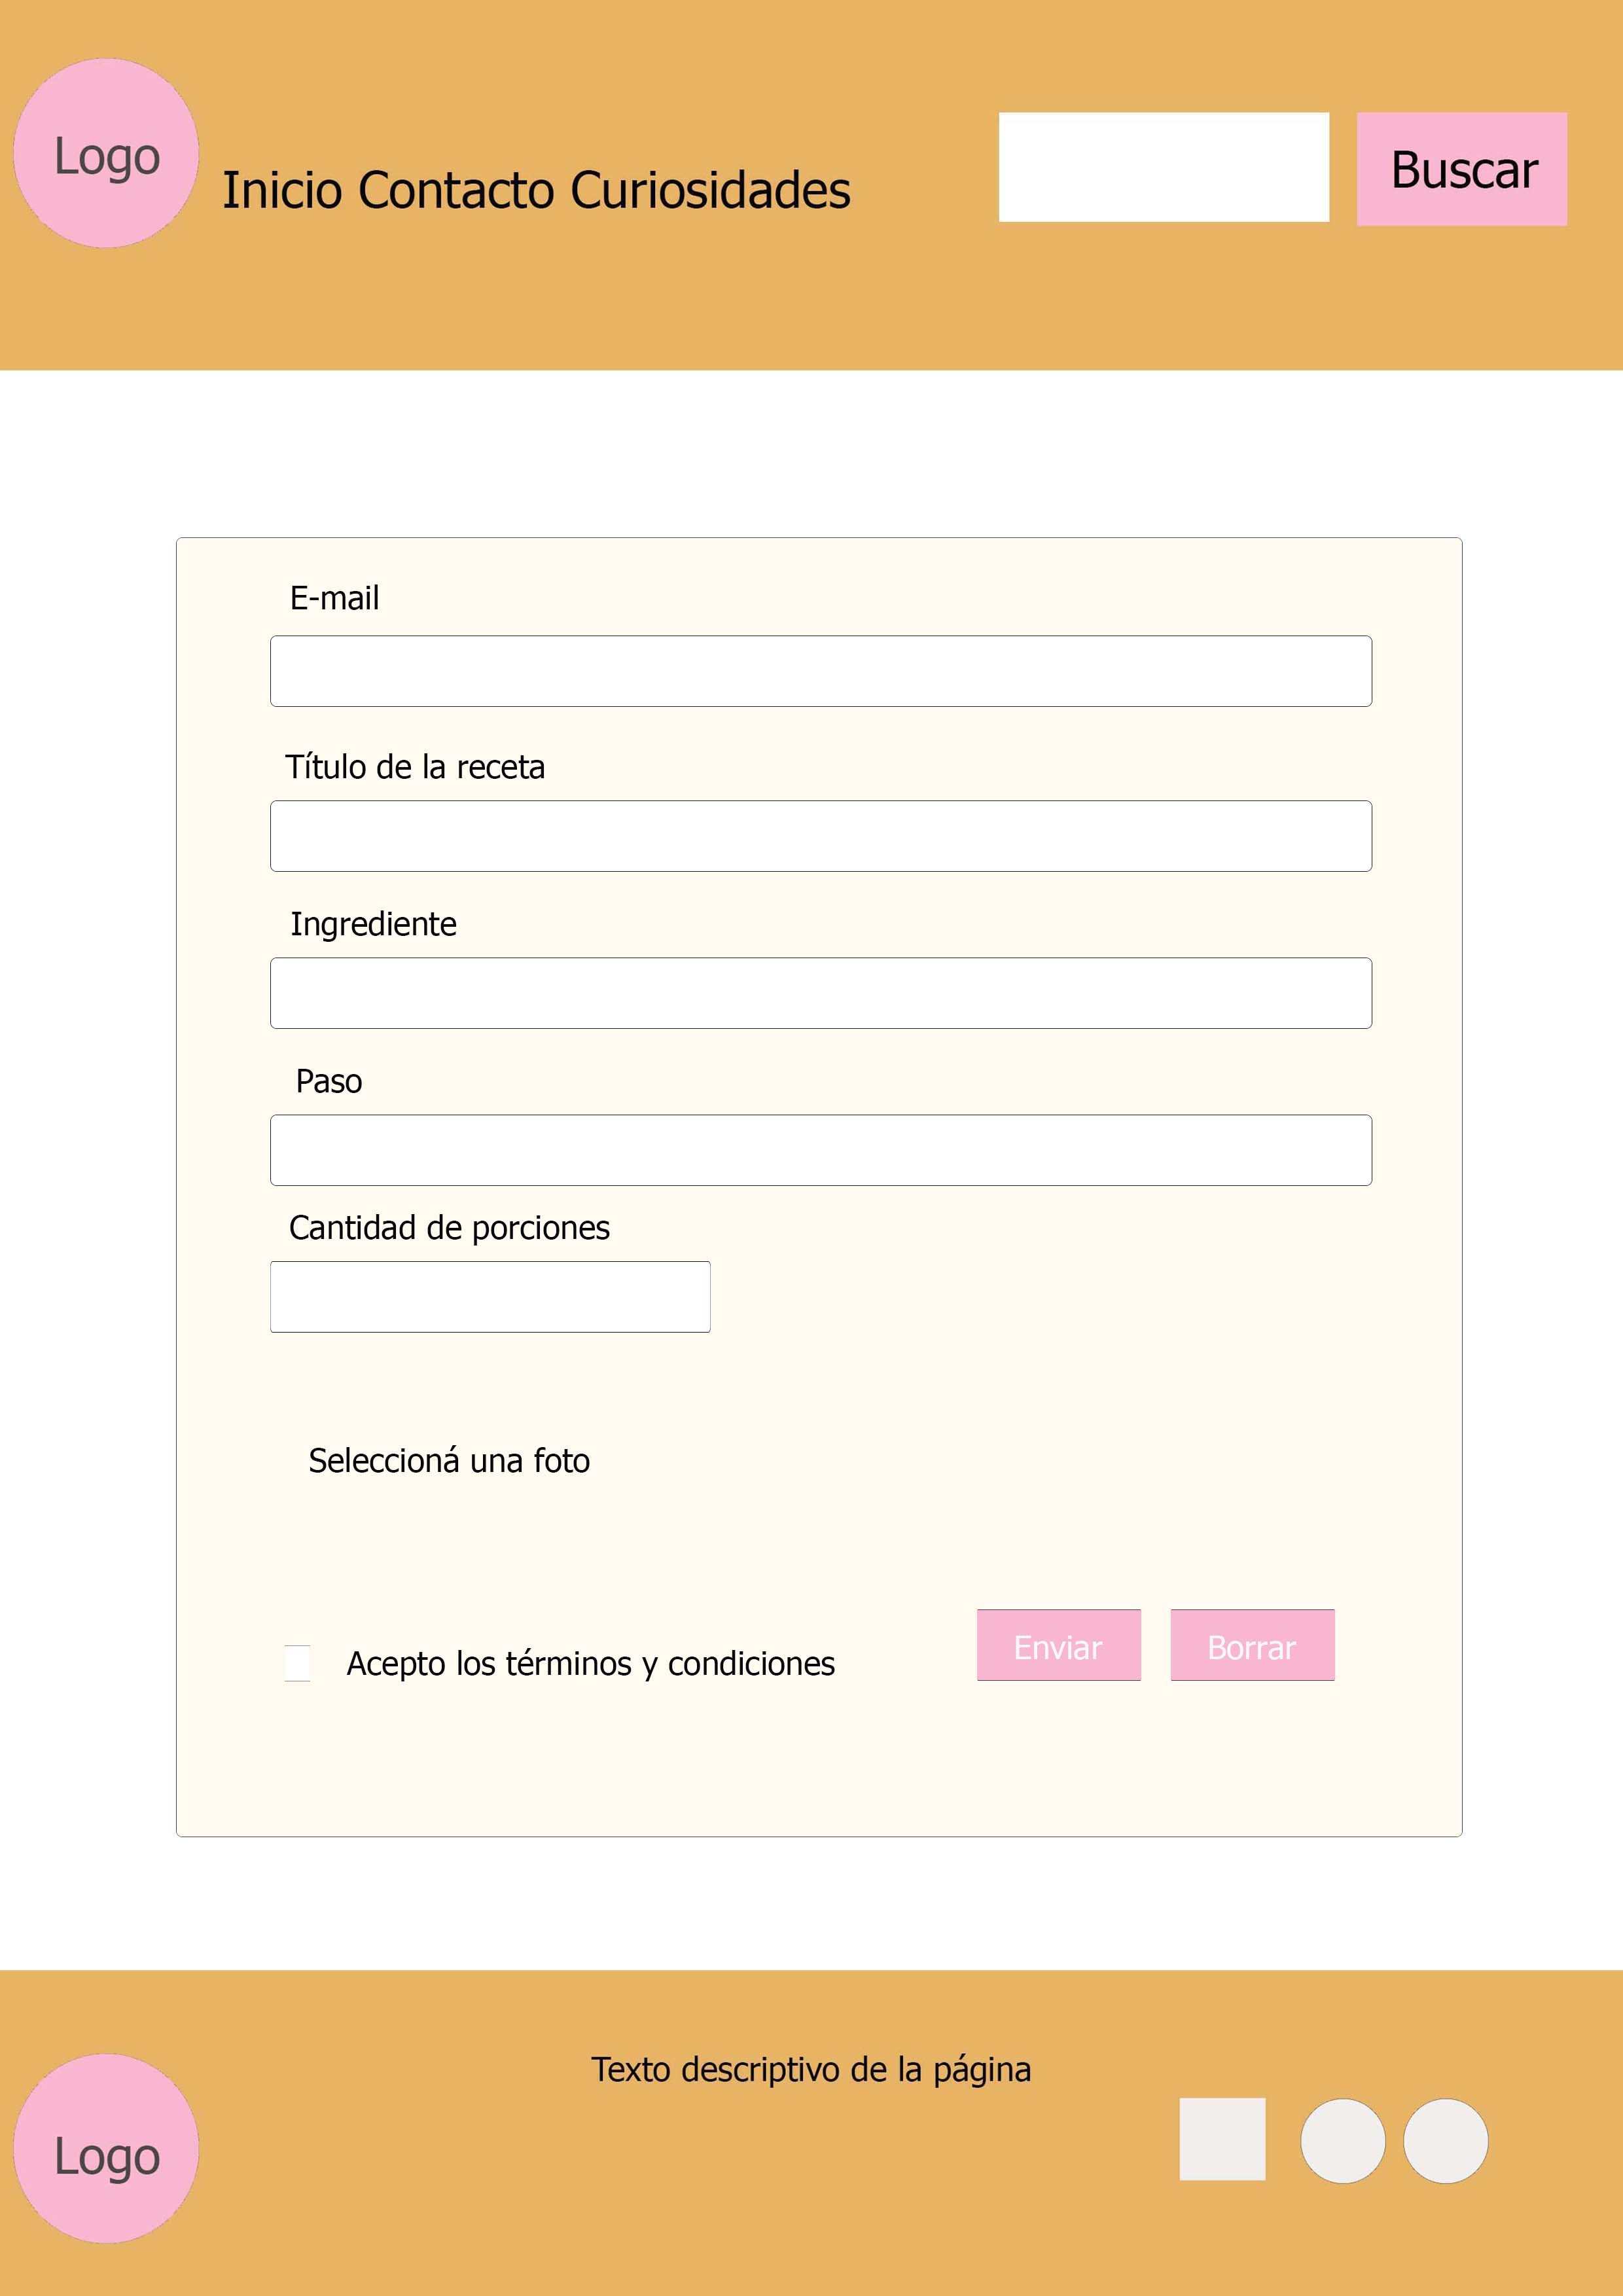 Logo
Inicio Contacto Curiosidades
Buscar
E-mail
Título de la receta
Ingrediente
Paso
Cantidad de porciones
Seleccioná una foto
Acepto los términos y condiciones
Enviar
Borrar
Texto descriptivo de la página
Logo